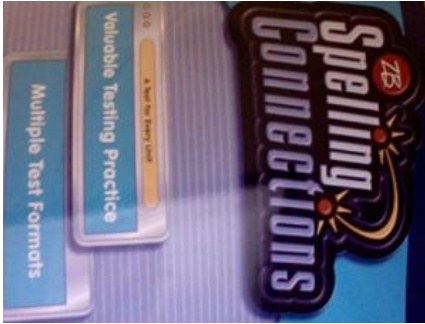 ZB
Spelling
Connections
A Test for Every Unit
Valuable Testing Practice
Multiple Test Formats